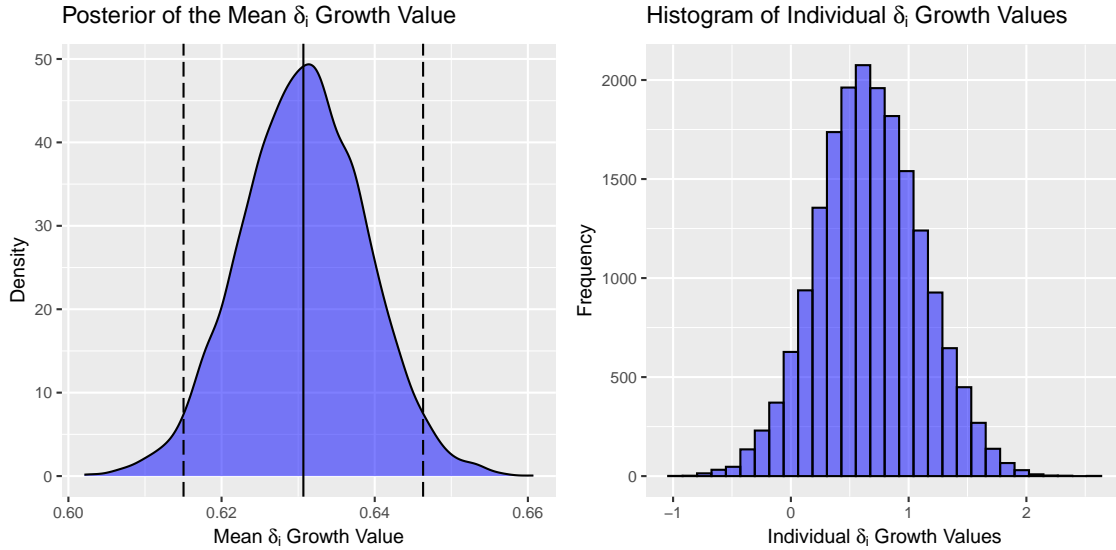 Posterior of the Mean δi Growth Value
50
40
30
20
10
0
Density
0.60 0.62 0.64 0.66
Mean δi Growth Value
Histogram of Individual δi Growth Values
2000
1500
1000
500
0
Frequency
−1 0 1 2
Individual δi Growth Values